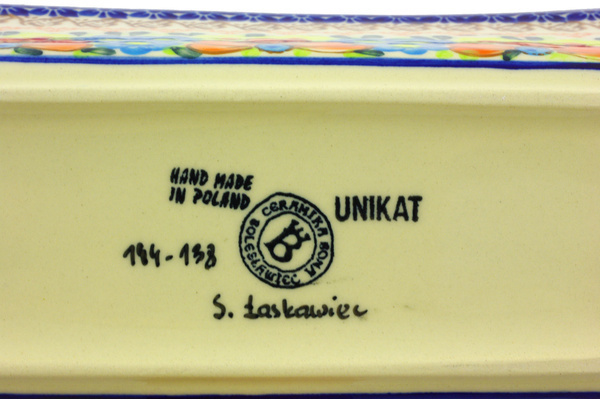 HAND MADE
IN POLAND
UNIKAT
CERAMIKA BONA
BOLESŁAWIEC
B
194-138
S. Łaskawiec